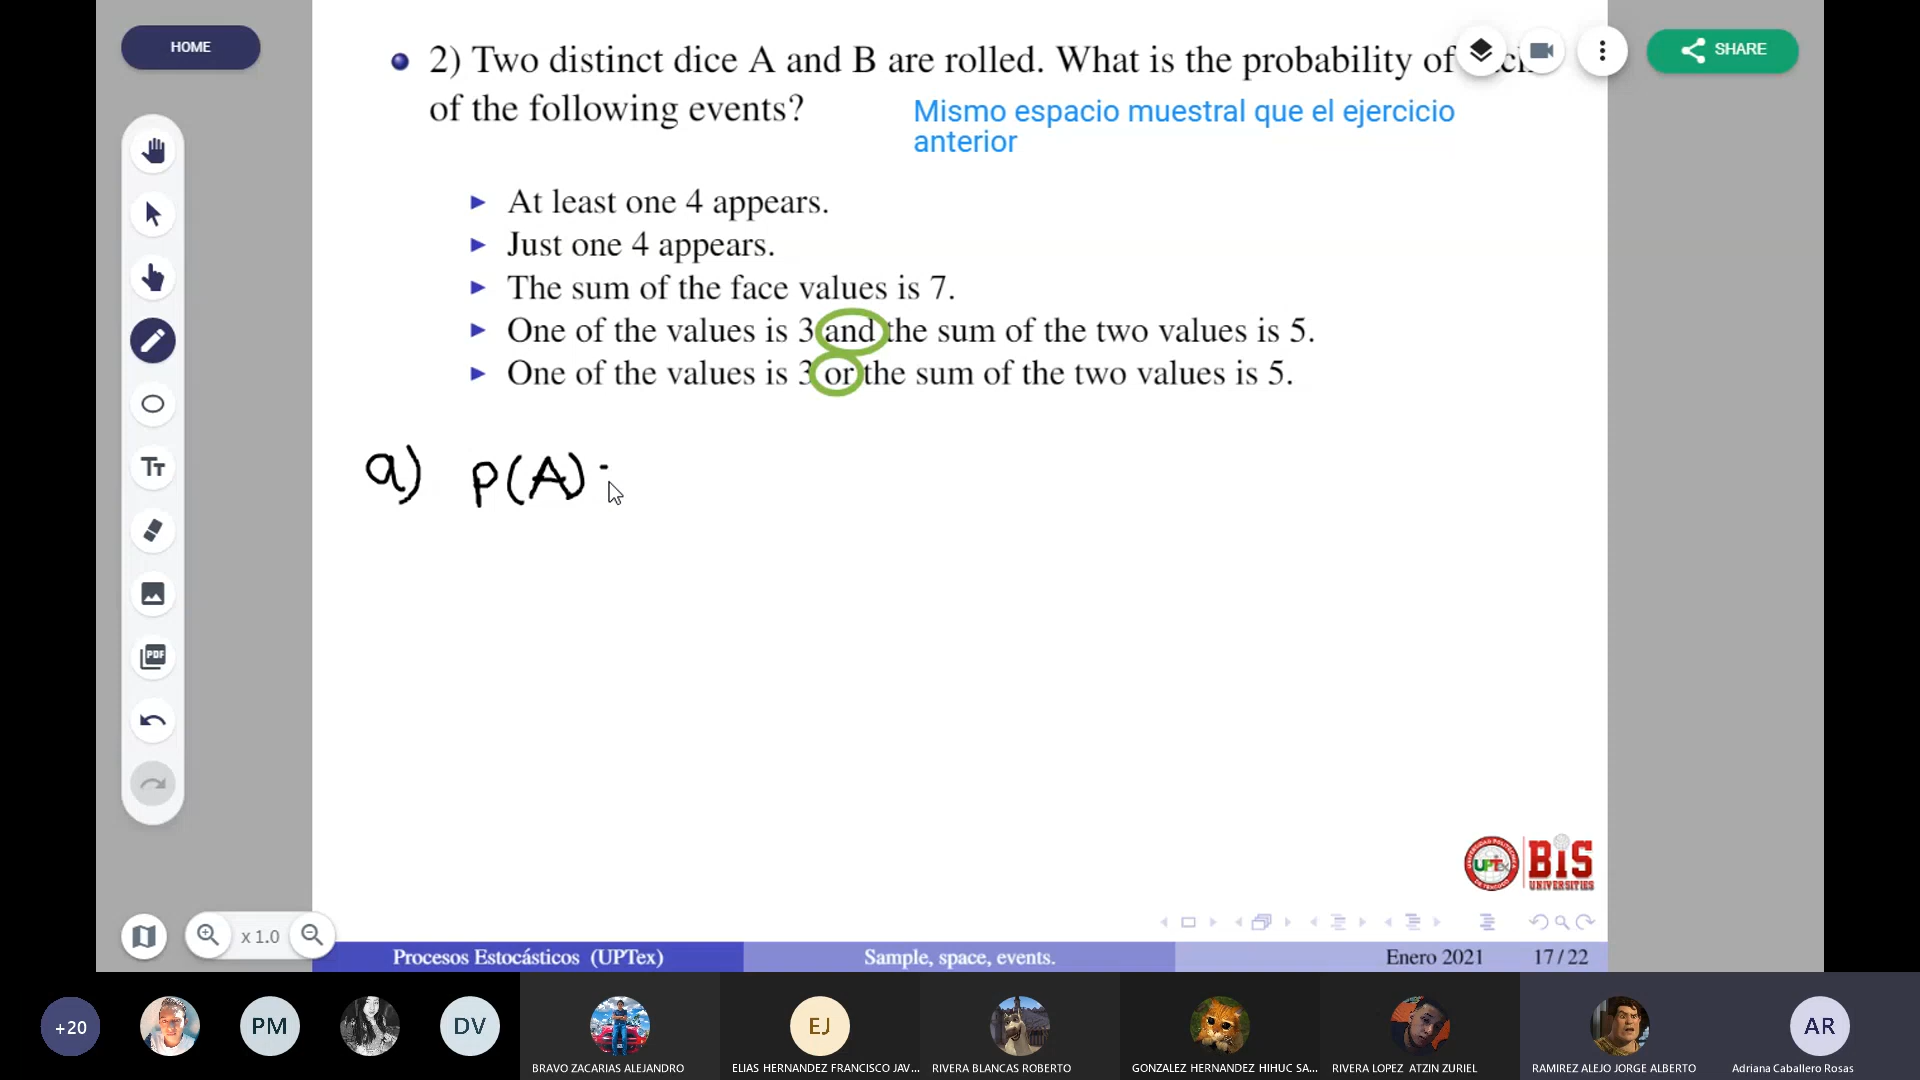 HOME
2) Two distinct dice A and B are rolled. What is the probability of
of the following events?
Mismo espacio muestral que el ejercicio
anterior
SHARE
At least one 4 appears.
Just one 4 appears.
The sum of the face values is 7.
One of the values is 3 and the sum of the two values is 5.
One of the values is 3 or the sum of the two values is 5.
a) P(A) -
Tт
PDF
x 1.0
UPTex
BIS
UNIVERSITIES
Procesos Estocásticos (UPTex)
Sample, space, events.
Enero 2021
17/22
+20
PM
DV
EJ
AR
BRAVO ZACARIAS ALEJANDRO
ELIAS HERNANDEZ FRANCISCO JAV...
RIVERA BLANCAS ROBERTO
GONZALEZ HERNANDEZ HIHUC SA...
RIVERA LOPEZ ATZIN ZURIEL
RAMIREZ ALEJO JORGE ALBERTO
Adriana Caballero Rosas